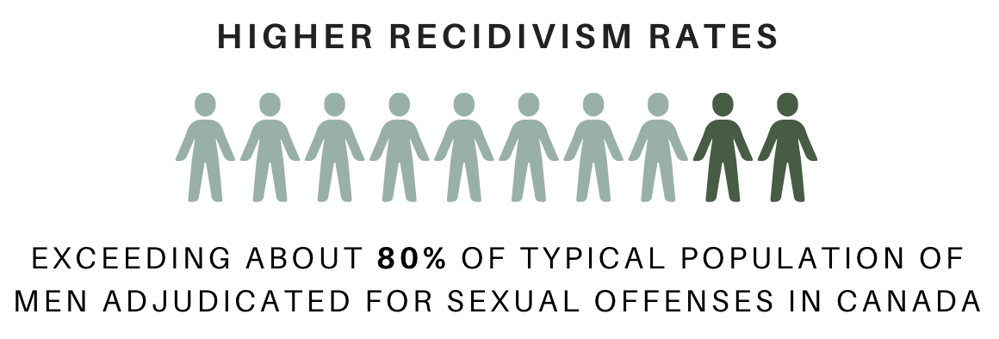 HIGHER RECIDIVISM RATES
EXCEEDING ABOUT 80% OF TYPICAL POPULATION OF
MEN ADJUDICATED FOR SEXUAL OFFENSES IN CANADA